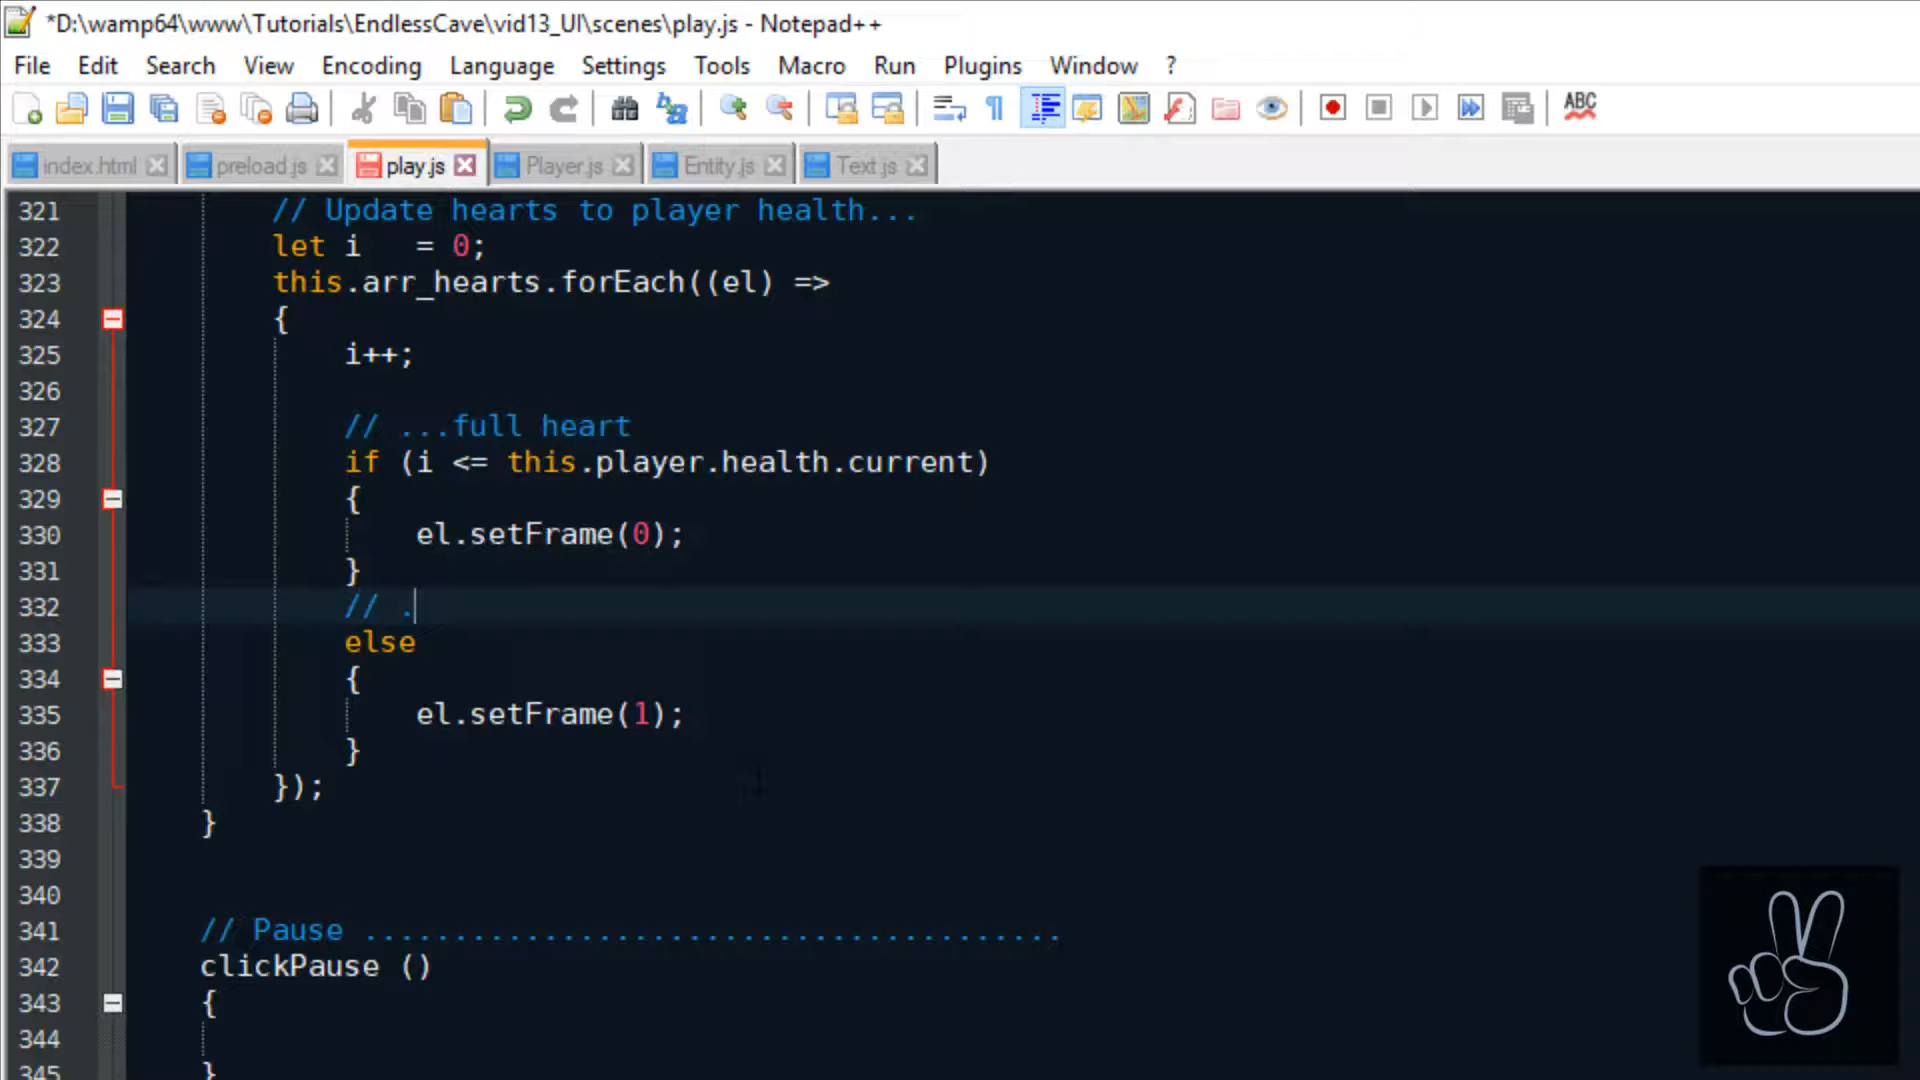 *D:\wamp64\www\Tutorials\EndlessCave\vid13_UI\scenes\play.js - Notepad++
File Edit Search View Encoding Language Settings Tools Macro Run Plugins Window ?
ABC
index.html preload.js play.js Player.js Entity.js Text.js
321 // Update hearts to player health...
322 let i   = 0;
323 this.arr_hearts.forEach((el) =>
324 {
325 i++;
326
327 // ...full heart
328 if (i <= this.player.health.current)
329 {
330 el.setFrame(0);
331 }
332 // .
333 else
334 {
335 el.setFrame(1);
336 }
337 });
338 }
339
340
341 // Pause .......................................
342 clickPause ()
343 {
344
345 }